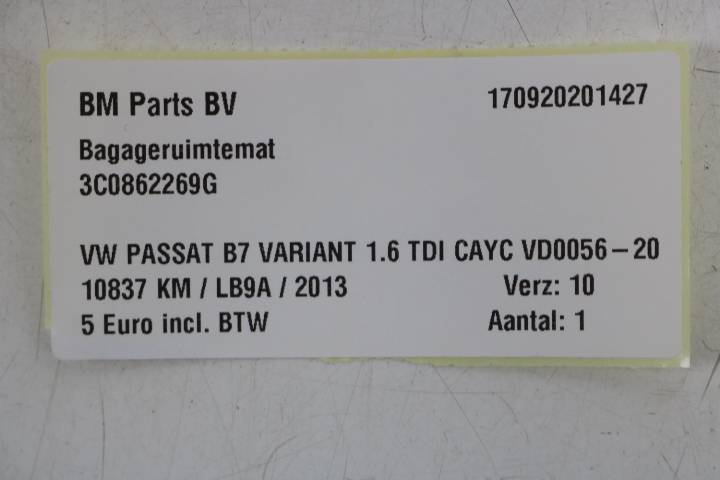 BM Parts BV 170920201427
Bagageruimtemat
3C0862269G
VW PASSAT B7 VARIANT 1.6 TDI CAYC VD0056-20
10837 KM / LB9A / 2013 Verz: 10
5 Euro incl. BTW Aantal: 1